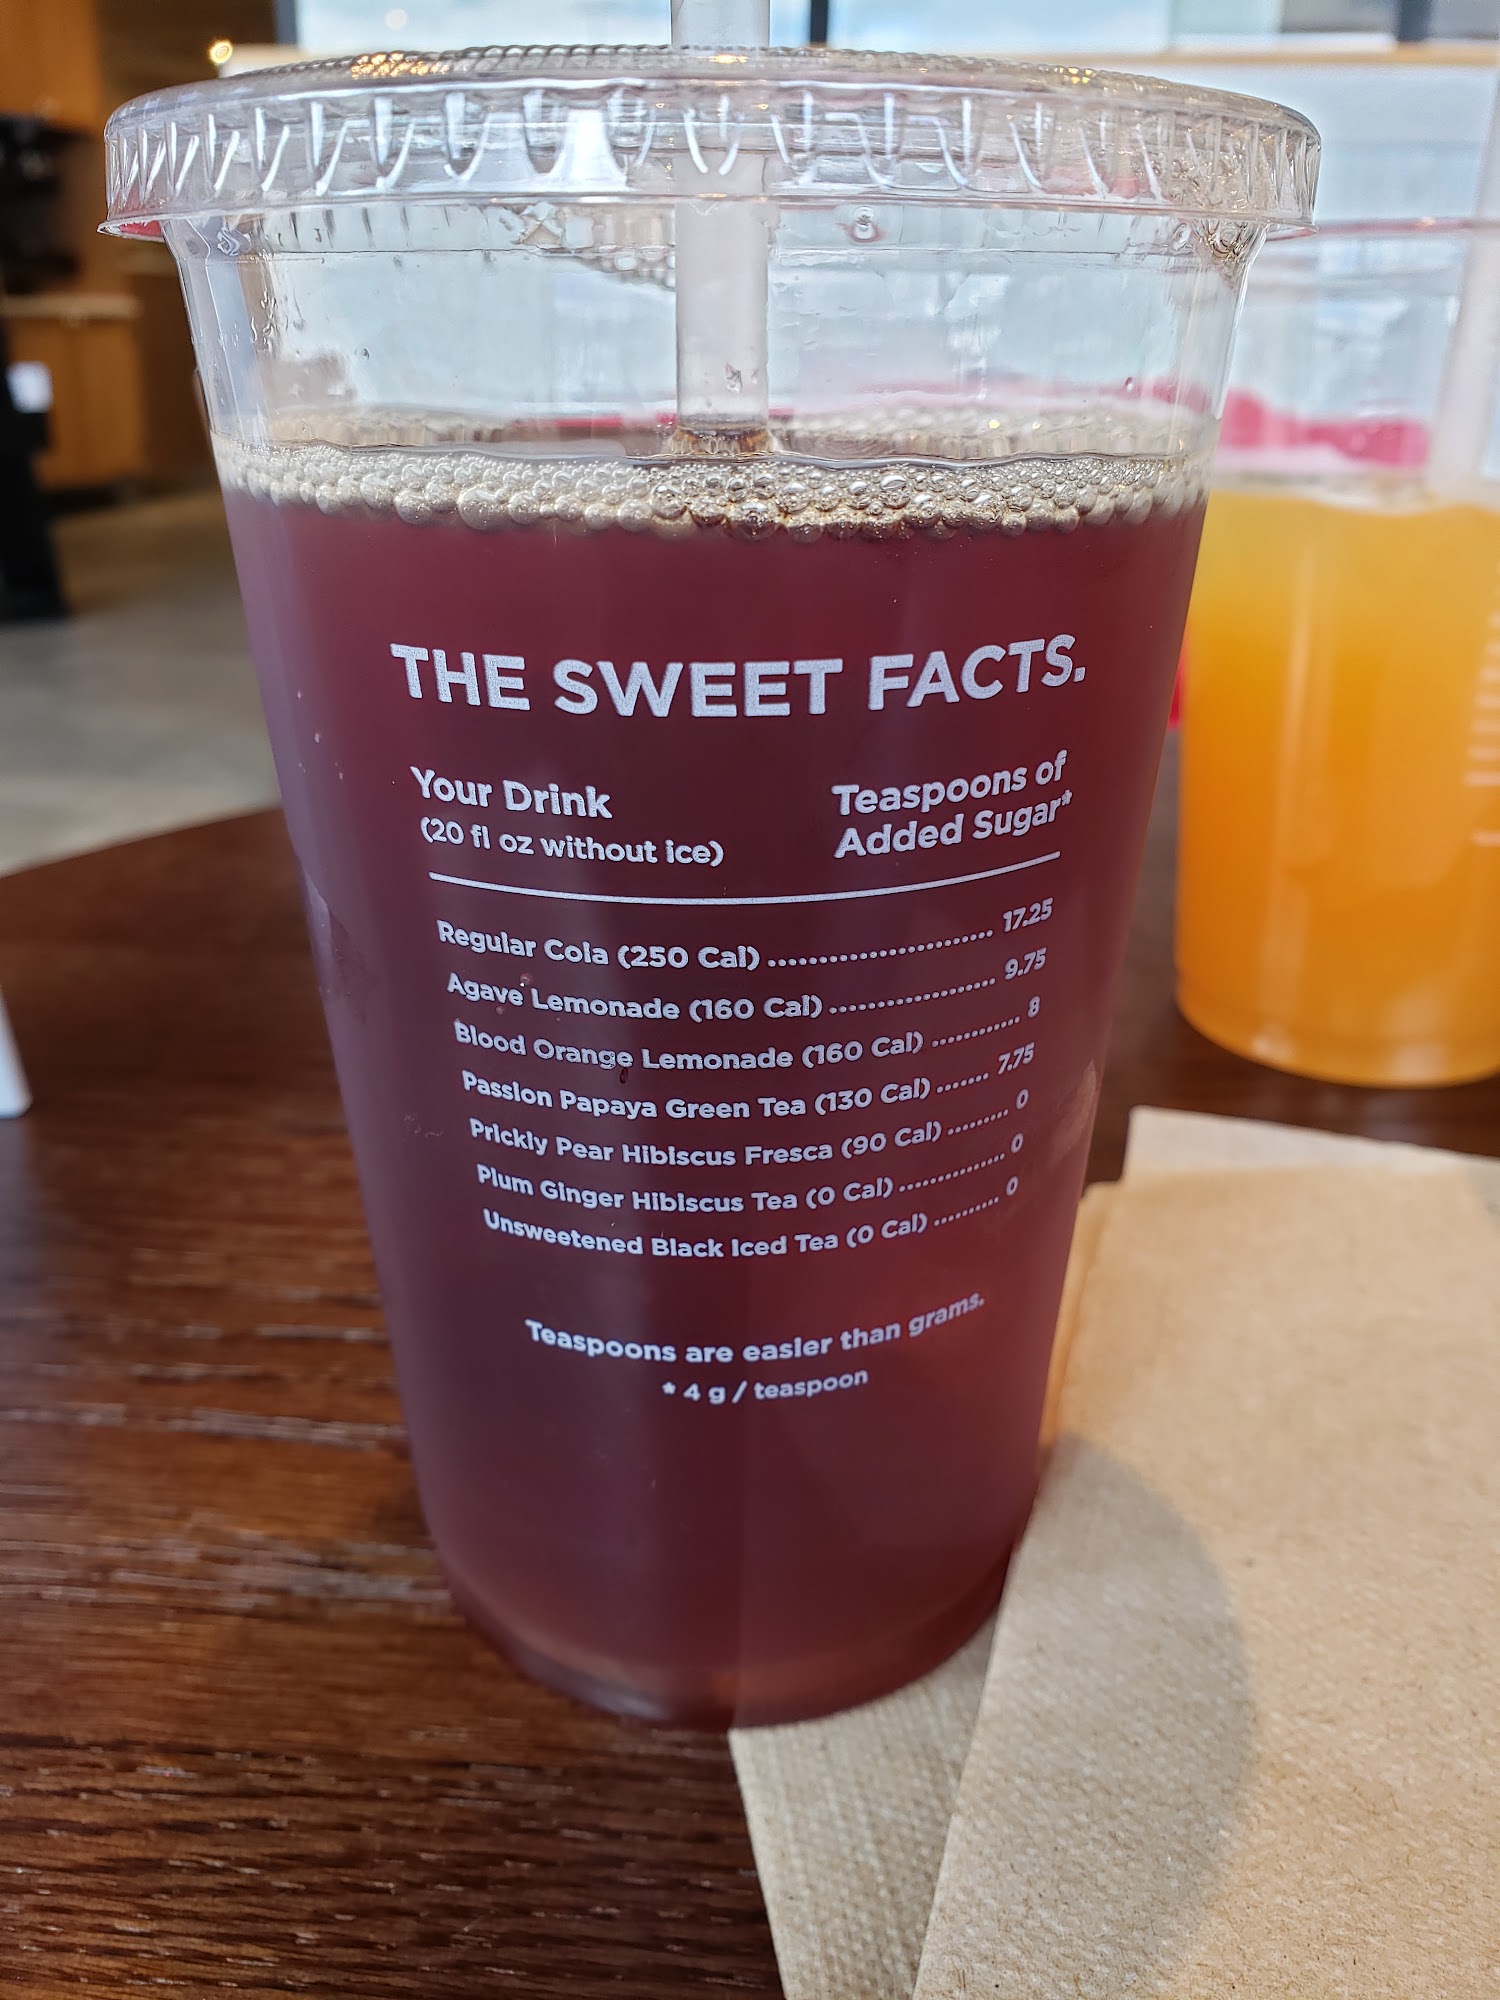 THE SWEET FACTS.
Your Drink
(20 fl oz without ice)
Teaspoons of
Added Sugar*
Regular Cola (250 Cal) ........................ 17.25
Agave Lemonade (160 Cal) .................. 9.75
Blood Orange Lemonade (160 Cal) ............ 8
Passion Papaya Green Tea (130 Cal) ....... 7.75
Prickly Pear Hibiscus Fresca (90 Cal) ......... 0
Plum Ginger Hibiscus Tea (0 Cal) .............. 0
Unsweetened Black Iced Tea (0 Cal) .......... 0
Teaspoons are easier than grams.
* 4 g / teaspoon